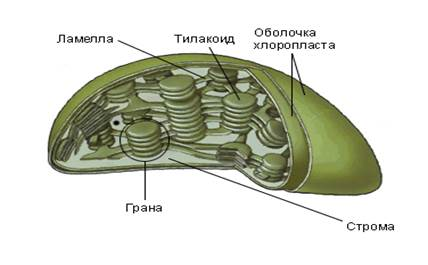 Ламелла
Тилакоид
Оболочка
хлоропласта
Грана
Строма